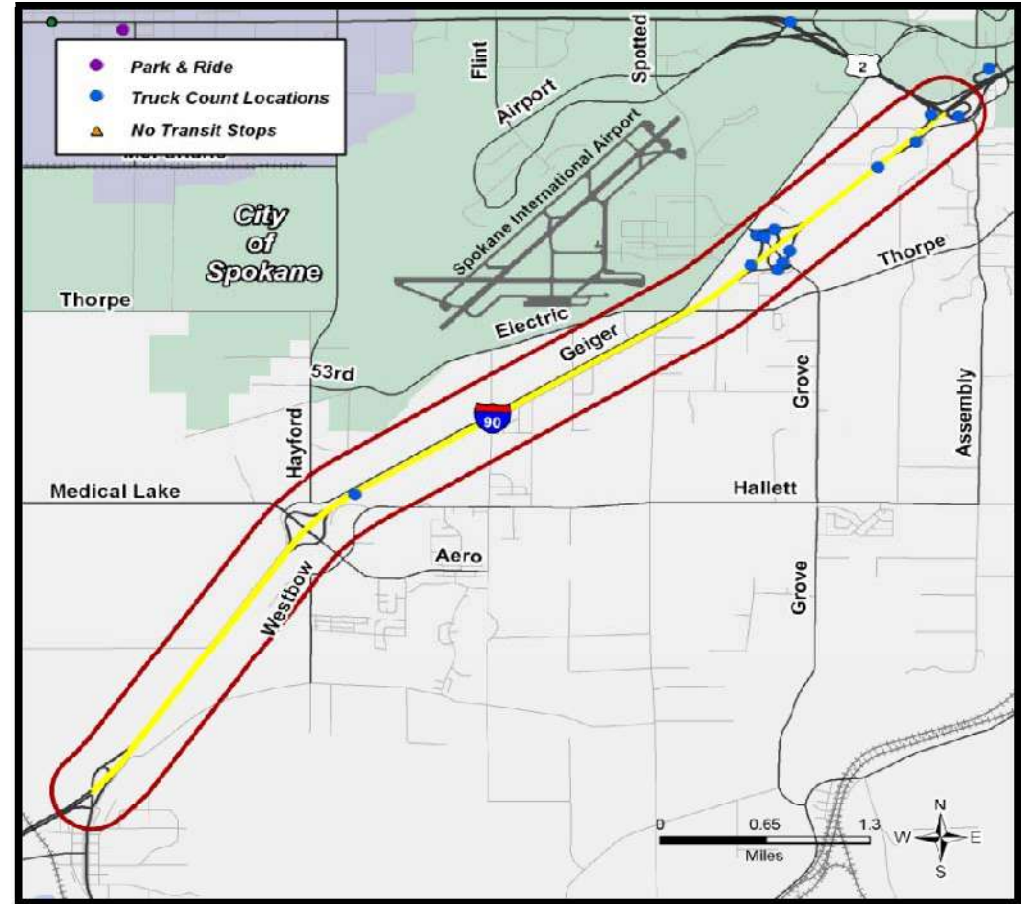 Park & Ride
Truck Count Locations
No Transit Stops
Flint
Spotted
2
Airport
Spokane International Airport
City
of
Spokane
Thorpe
Thorpe
Electric
Geiger
53rd
Hayford
90
Grove
Assembly
Medical Lake
Hallett
Aero
Westbow
Grove
0 0.65 1.3
Miles
N
W E
S